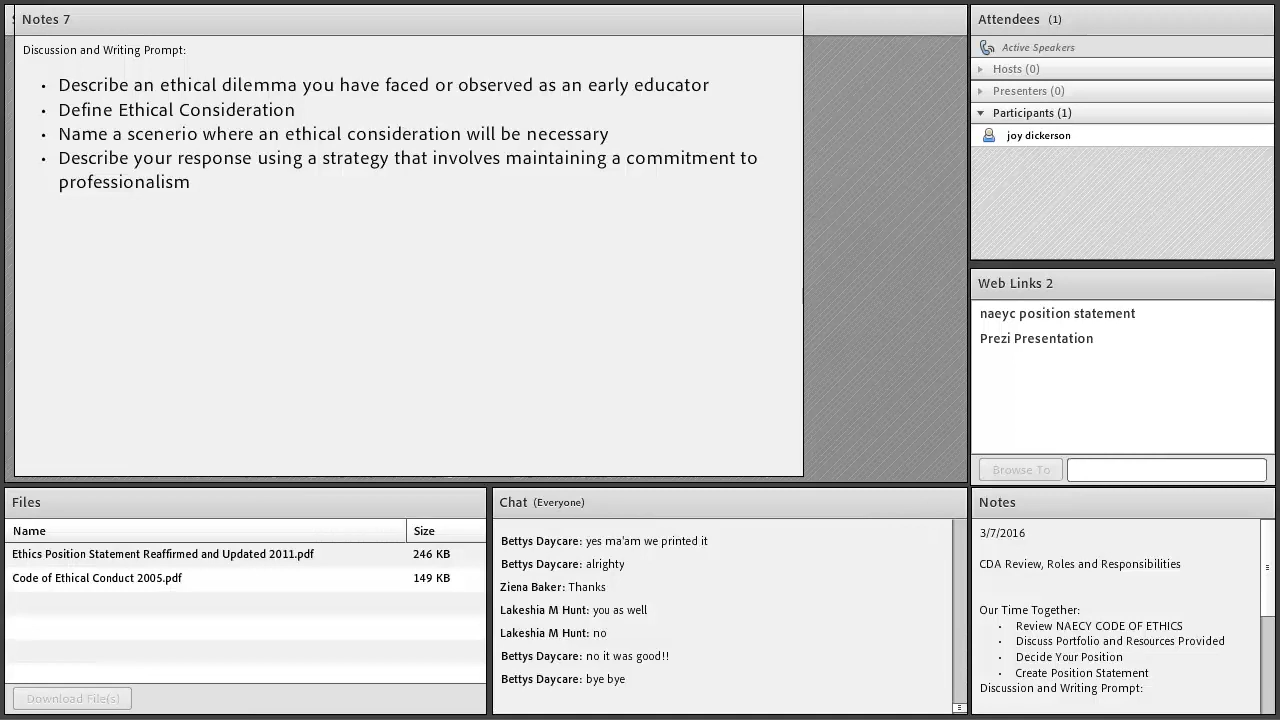 Notes 7
Discussion and Writing Prompt:
• Describe an ethical dilemma you have faced or observed as an early educator
• Define Ethical Consideration
• Name a scenerio where an ethical consideration will be necessary
• Describe your response using a strategy that involves maintaining a commitment to
professionalism
Attendees (1)
Active Speakers
Hosts (0)
Presenters (0)
Participants (1)
joy dickerson
Web Links 2
naeyc position statement
Prezi Presentation
Browse To
Files
Name Size
Ethics Position Statement Reaffirmed and Updated 2011.pdf 246 KB
Code of Ethical Conduct 2005.pdf 149 KB
Download File(s)
Chat (Everyone)
Bettys Daycare: yes ma'am we printed it
Bettys Daycare: alrighty
Ziena Baker: Thanks
Lakeshia M Hunt: you as well
Lakeshia M Hunt: no
Bettys Daycare: no it was good!!
Bettys Daycare: bye bye
Notes
3/7/2016
CDA Review, Roles and Responsibilities
Our Time Together:
• Review NAECY CODE OF ETHICS
• Discuss Portfolio and Resources Provided
• Decide Your Position
• Create Position Statement
Discussion and Writing Prompt: